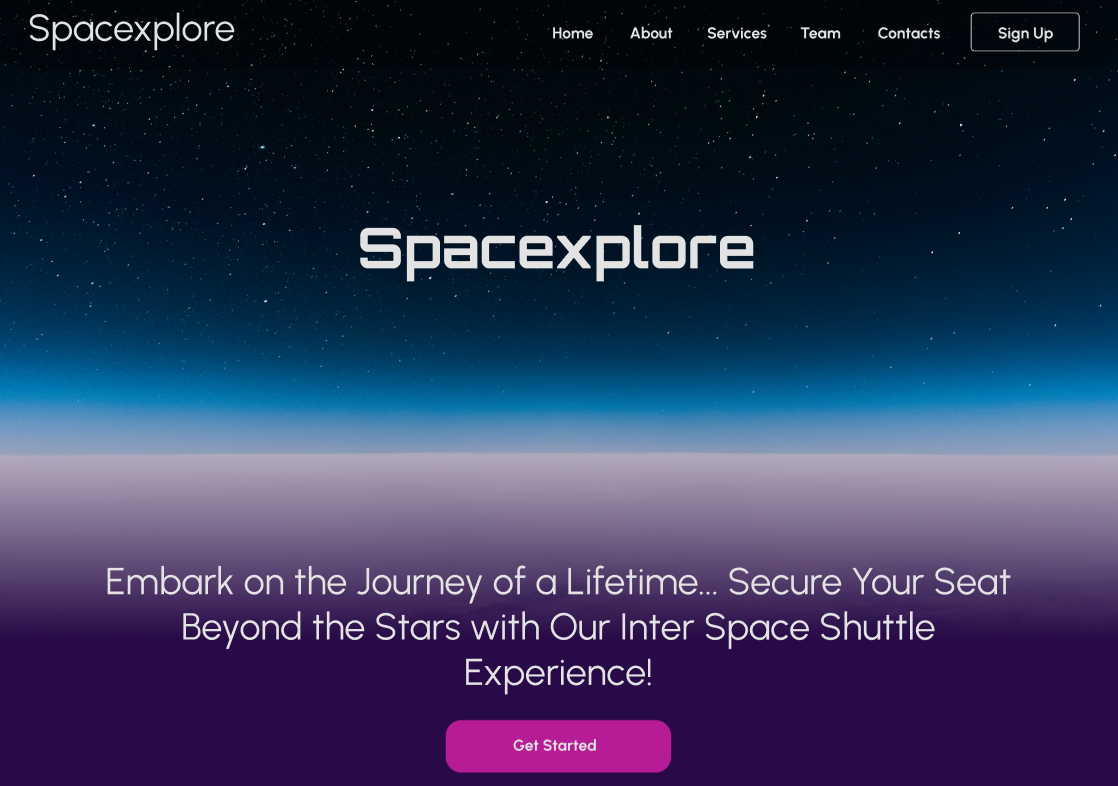 Spacexplore
Home About Services Team Contacts Sign Up
Spacexplore
Embark on the Journey of a Lifetime... Secure Your Seat
Beyond the Stars with Our Inter Space Shuttle
Experience!
Get Started